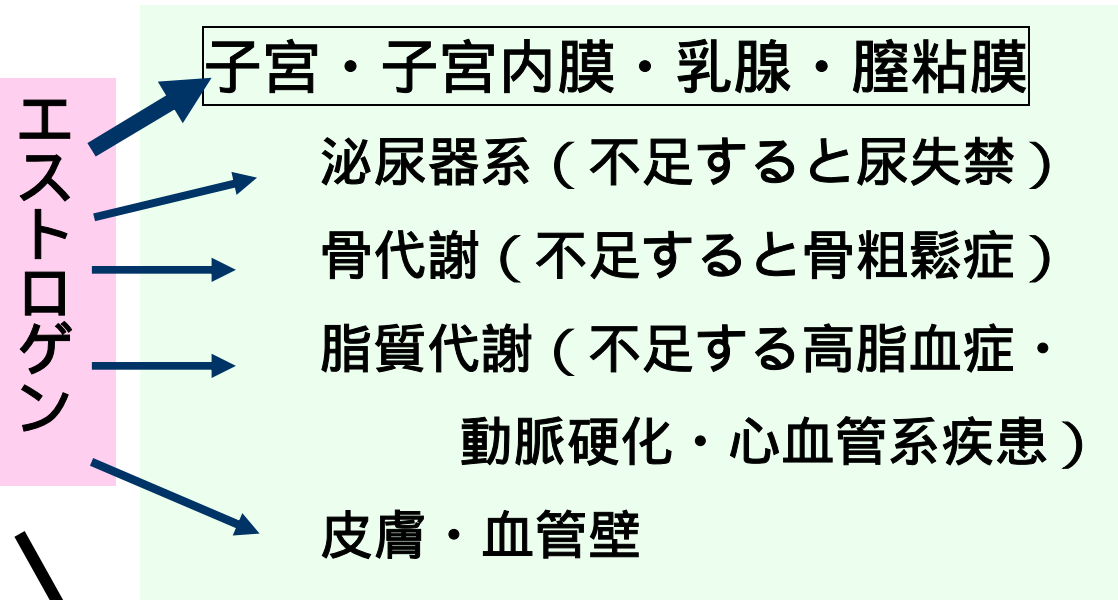 エストロゲン
子宮・子宮内膜・乳腺・膣粘膜
泌尿器系（不足すると尿失禁）
骨代謝（不足すると骨粗鬆症）
脂質代謝（不足する高脂血症・
動脈硬化・心血管系疾患）
皮膚・血管壁